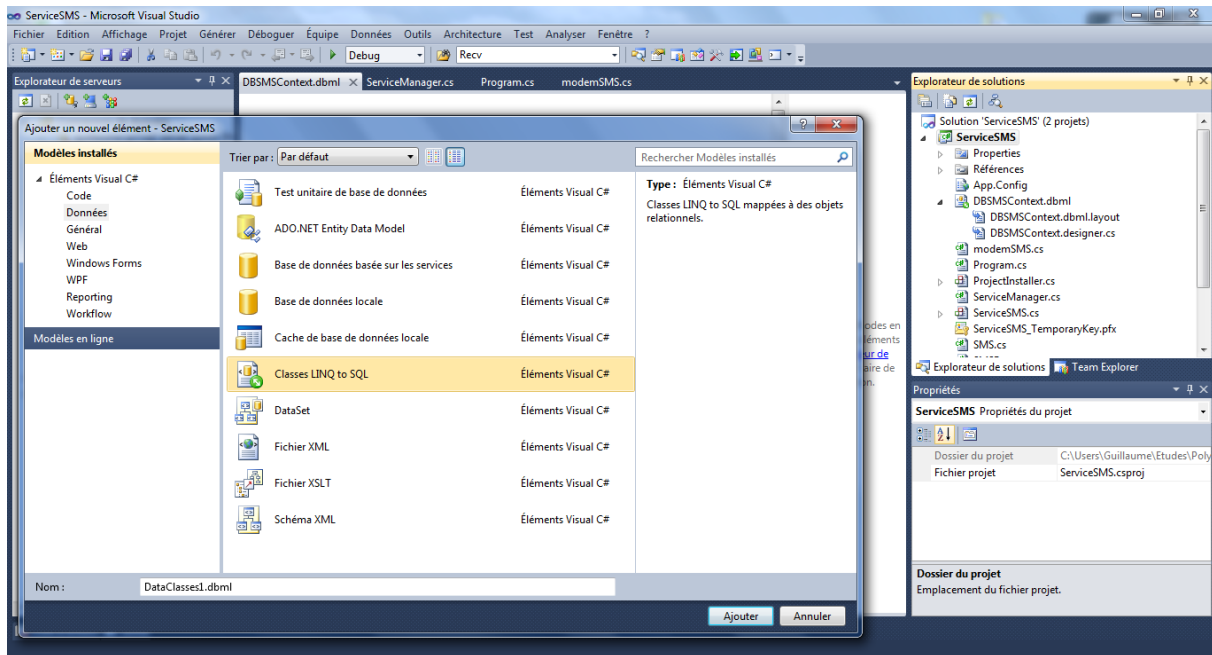 ServiceSMS - Microsoft Visual Studio
Fichier Edition Affichage Projet Générer Déboguer Équipe Données Outils Architecture Test Analyser Fenêtre ?
Debug Recv
Explorateur de serveurs
DBSMSContext.dbml ServiceManager.cs Program.cs modemSMS.cs
Explorateur de solutions
Solution 'ServiceSMS' (2 projets)
ServiceSMS
Properties
Références
App.Config
DBSMSContext.dbml
DBSMSContext.dbml.layout
DBSMSContext.designer.cs
modemSMS.cs
Program.cs
ProjectInstaller.cs
ServiceManager.cs
ServiceSMS.cs
ServiceSMS_TemporaryKey.pfx
SMS.cs
Explorateur de solutions Team Explorer
Propriétés
ServiceSMS Propriétés du projet
Dossier du projet C:\Users\Guillaume\Etudes\Poly
Fichier projet ServiceSMS.csproj
Dossier du projet
Emplacement du fichier projet.
Ajouter un nouvel élément - ServiceSMS
Modèles installés
Éléments Visual C#
Code
Données
Général
Web
Windows Forms
WPF
Reporting
Workflow
Modèles en ligne
Trier par : Par défaut
Rechercher Modèles installés
Test unitaire de base de données Éléments Visual C#
ADO.NET Entity Data Model Éléments Visual C#
Base de données basée sur les services Éléments Visual C#
Base de données locale Éléments Visual C#
Cache de base de données locale Éléments Visual C#
Classes LINQ to SQL Éléments Visual C#
DataSet Éléments Visual C#
Fichier XML Éléments Visual C#
Fichier XSLT Éléments Visual C#
Schéma XML Éléments Visual C#
Type : Éléments Visual C#
Classes LINQ to SQL mappées à des objets
relationnels.
odes en
léments
ur de
aire de
on.
Nom : DataClasses1.dbml
Ajouter Annuler